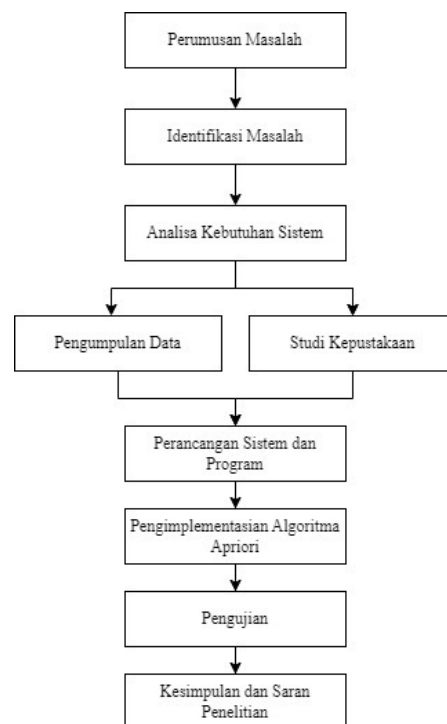 Perumusan Masalah
Identifikasi Masalah
Analisa Kebutuhan Sistem
Pengumpulan Data
Studi Kepustakaan
Perancangan Sistem dan
Program
Pengimplementasian Algoritma
Apriori
Pengujian
Kesimpulan dan Saran
Penelitian